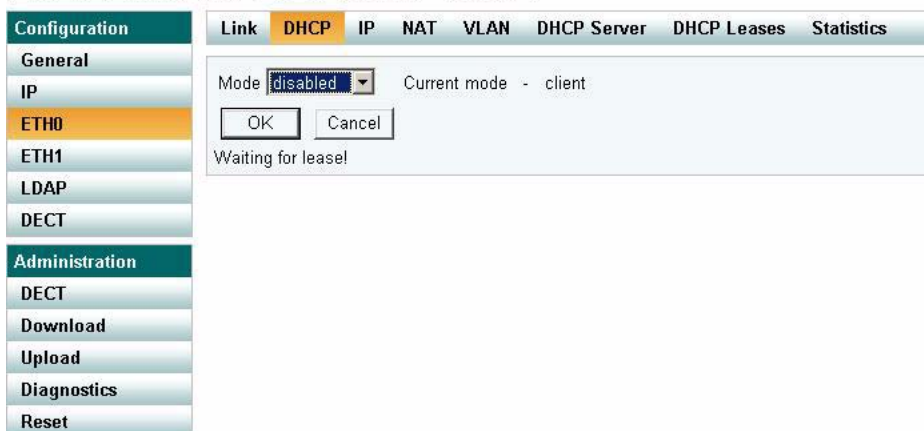 Configuration
General
IP
ETH0
ETH1
LDAP
DECT
Administration
DECT
Download
Upload
Diagnostics
Reset
Link DHCP IP NAT VLAN DHCP Server DHCP Leases Statistics
Mode disabled Current mode - client
OK Cancel
Waiting for lease!